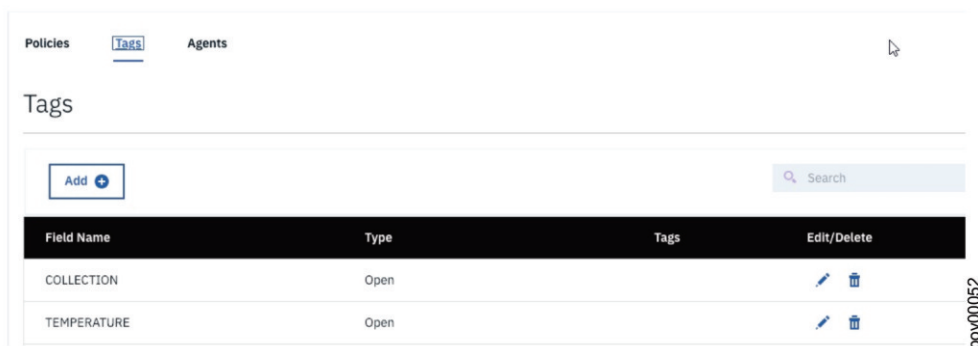 Policies Tags Agents
Tags
Add
Search
Field Name Type Tags Edit/Delete
COLLECTION Open
TEMPERATURE Open